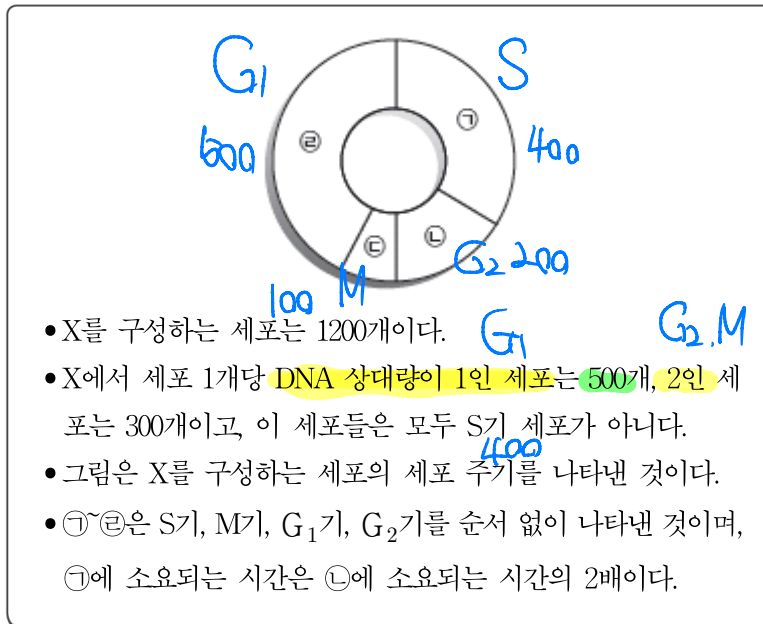 G₁ S
㉣ ㉠
500 400
㉢ ㉡
G₂ 200
100 M
• X를 구성하는 세포는 1200개이다.
G₁ G₂, M
• X에서 세포 1개당 DNA 상대량이 1인 세포는 500개, 2인 세
포는 300개이고, 이 세포들은 모두 S기 세포가 아니다.
400
• 그림은 X를 구성하는 세포의 세포 주기를 나타낸 것이다.
• ㉠~㉣은 S기, M기, G₁기, G₂기를 순서 없이 나타낸 것이며,
㉠에 소요되는 시간은 ㉡에 소요되는 시간의 2배이다.